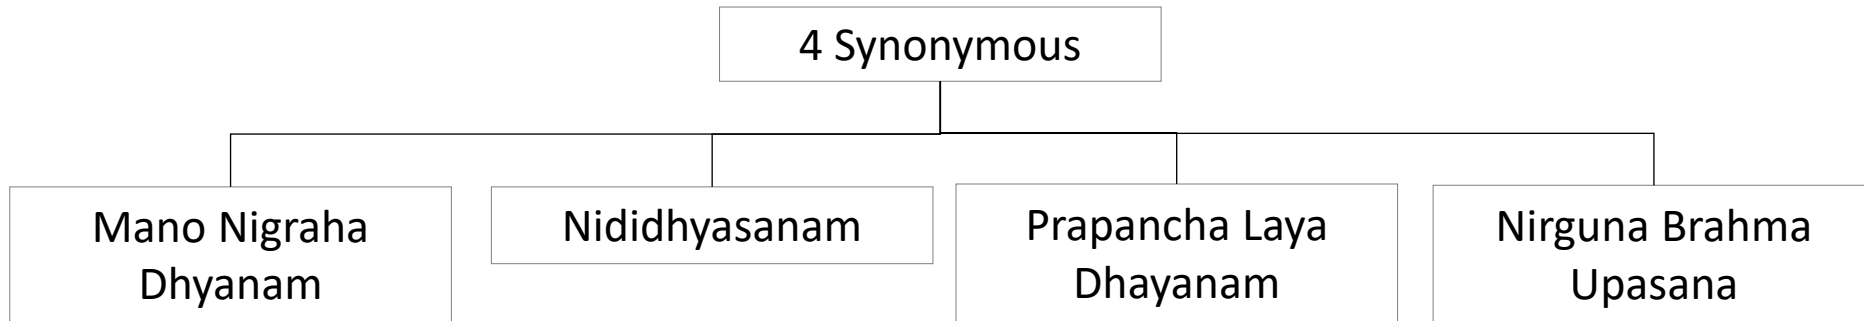 4 Synonymous
Mano Nigraha
Dhyanam
Nididhyasanam
Prapancha Laya
Dhayanam
Nirguna Brahma
Upasana